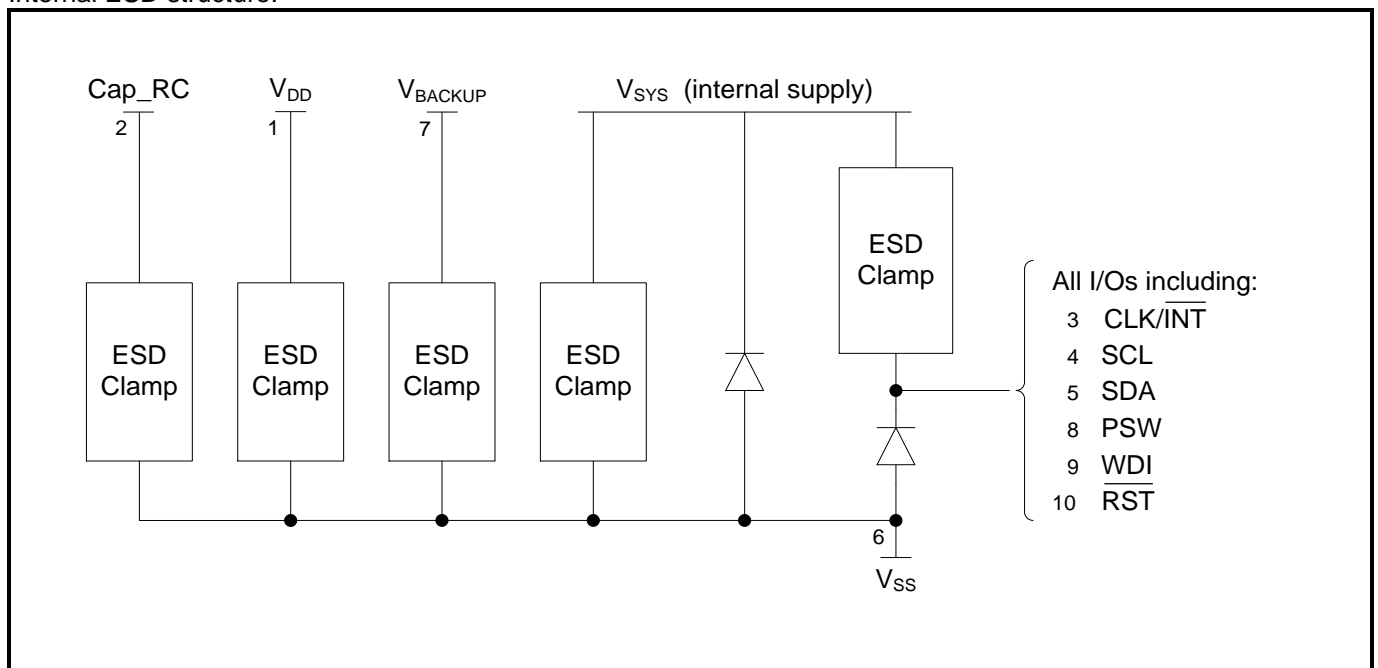 Internal ESD structure:
Cap_RC
V_DD
V_BACKUP
V_SYS (internal supply)
2
1
7
ESD
Clamp
ESD
Clamp
ESD
Clamp
ESD
Clamp
ESD
Clamp
All I/Os including:
3 CLK/I̅N̅T̅
4 SCL
5 SDA
8 PSW
9 WDI
10 R̅S̅T̅
6
V_SS